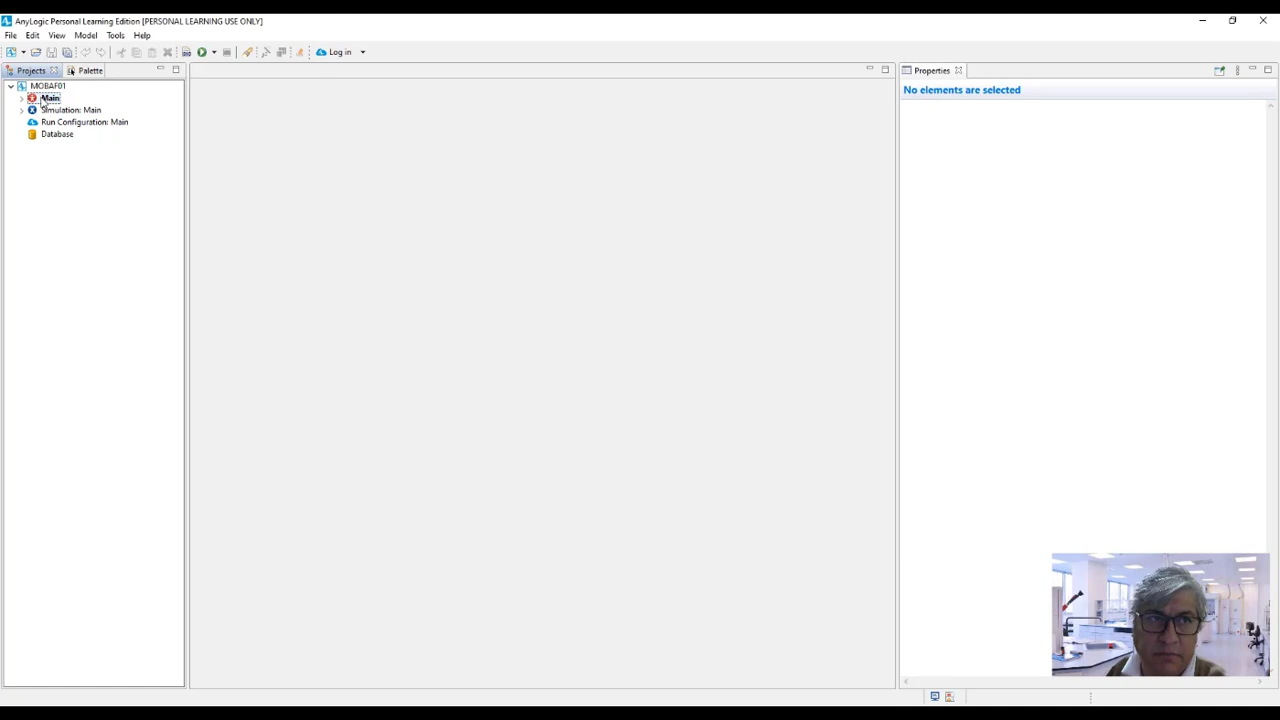 AnyLogic Personal Learning Edition [PERSONAL LEARNING USE ONLY]
File Edit View Model Tools Help
Log in
Projects Palette
MOBAF01
Main
Simulation: Main
Run Configuration: Main
Database
Properties
No elements are selected